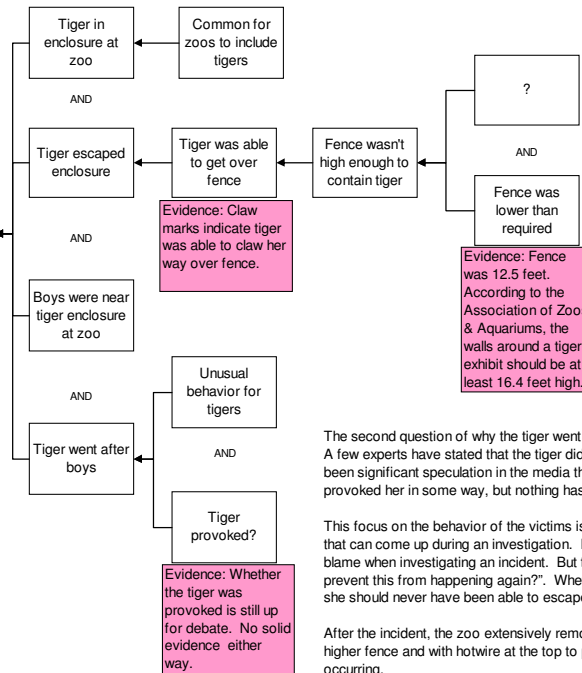 Tiger in
enclosure at
zoo
Common for
zoos to include
tigers
AND
Tiger escaped
enclosure
Tiger was able
to get over
fence
Fence wasn't
high enough to
contain tiger
?
AND
Fence was
lower than
required
Evidence: Claw
marks indicate tiger
was able to claw her
way over fence.
Evidence: Fence
was 12.5 feet.
According to the
Association of Zoos
& Aquariums, the
walls around a tiger
exhibit should be at
least 16.4 feet high.
AND
Boys were near
tiger enclosure
at zoo
AND
Tiger went after
boys
Unusual
behavior for
tigers
AND
Tiger
provoked?
Evidence: Whether
the tiger was
provoked is still up
for debate. No solid
evidence either
way.
The second question of why the tiger went
A few experts have stated that the tiger did
been significant speculation in the media th
provoked her in some way, but nothing has
This focus on the behavior of the victims is
that can come up during an investigation.
blame when investigating an incident. But
prevent this from happening again?". Whe
she should never have been able to escape
After the incident, the zoo extensively remo
higher fence and with hotwire at the top to p
occurring.